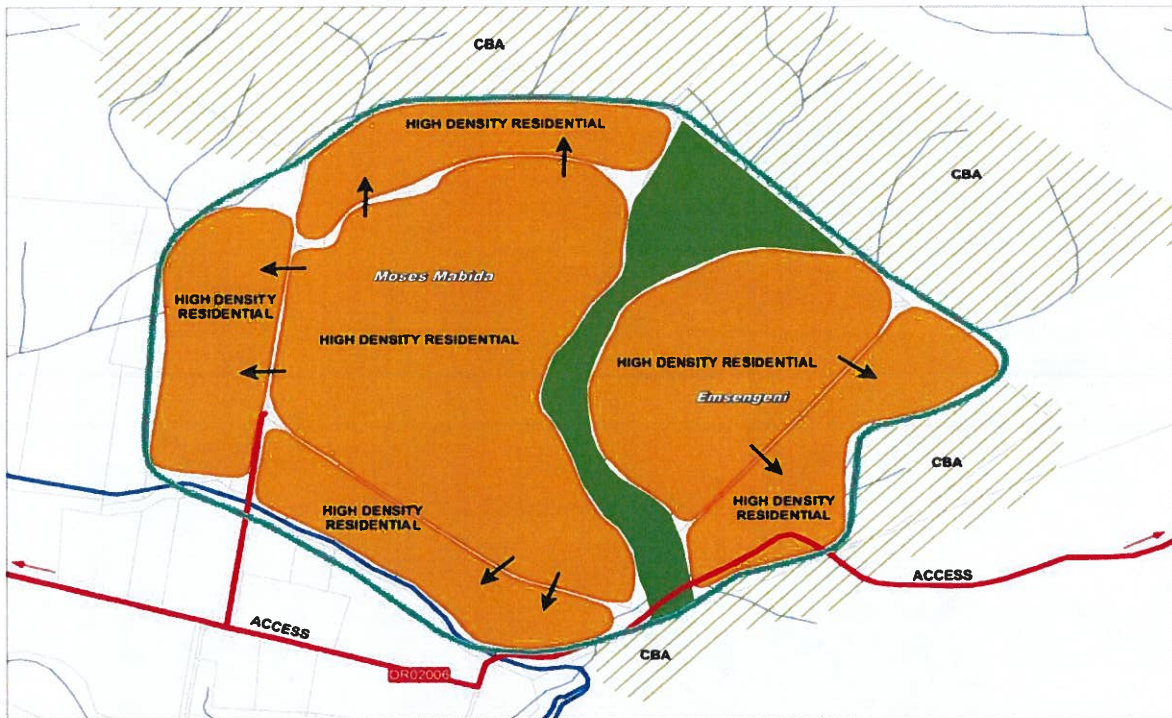 CBA
HIGH DENSITY RESIDENTIAL
CBA
Moses Mabida
HIGH DENSITY
RESIDENTIAL
HIGH DENSITY RESIDENTIAL
HIGH DENSITY RESIDENTIAL
Emsengeni
CBA
HIGH DENSITY
RESIDENTIAL
HIGH DENSITY
RESIDENTIAL
ACCESS
ACCESS
CBA
OR02006